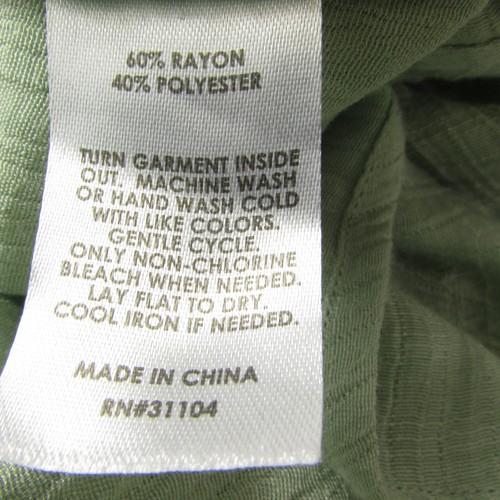 60% RAYON
40% POLYESTER
TURN GARMENT INSIDE
OUT. MACHINE WASH
OR HAND WASH COLD
WITH LIKE COLORS.
GENTLE CYCLE.
ONLY NON-CHLORINE
BLEACH WHEN NEEDED.
LAY FLAT TO DRY.
COOL IRON IF NEEDED.
MADE IN CHINA
RN#31104